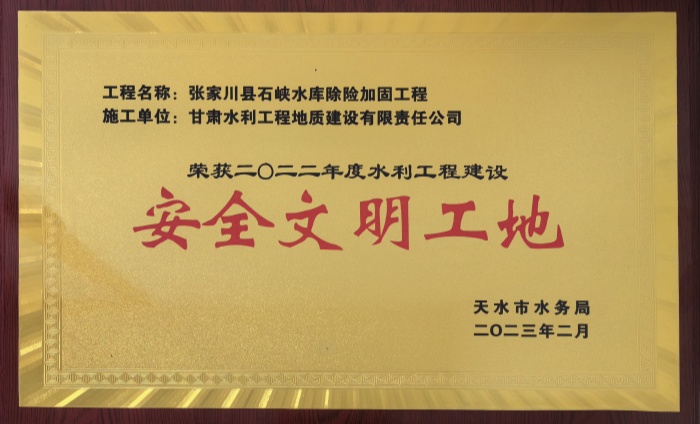 工程名称：张家川县石峡水库除险加固工程
施工单位：甘肃水利工程地质建设有限责任公司
荣获二〇二二年度水利工程建设
安全文明工地
天水市水务局
二〇二三年二月